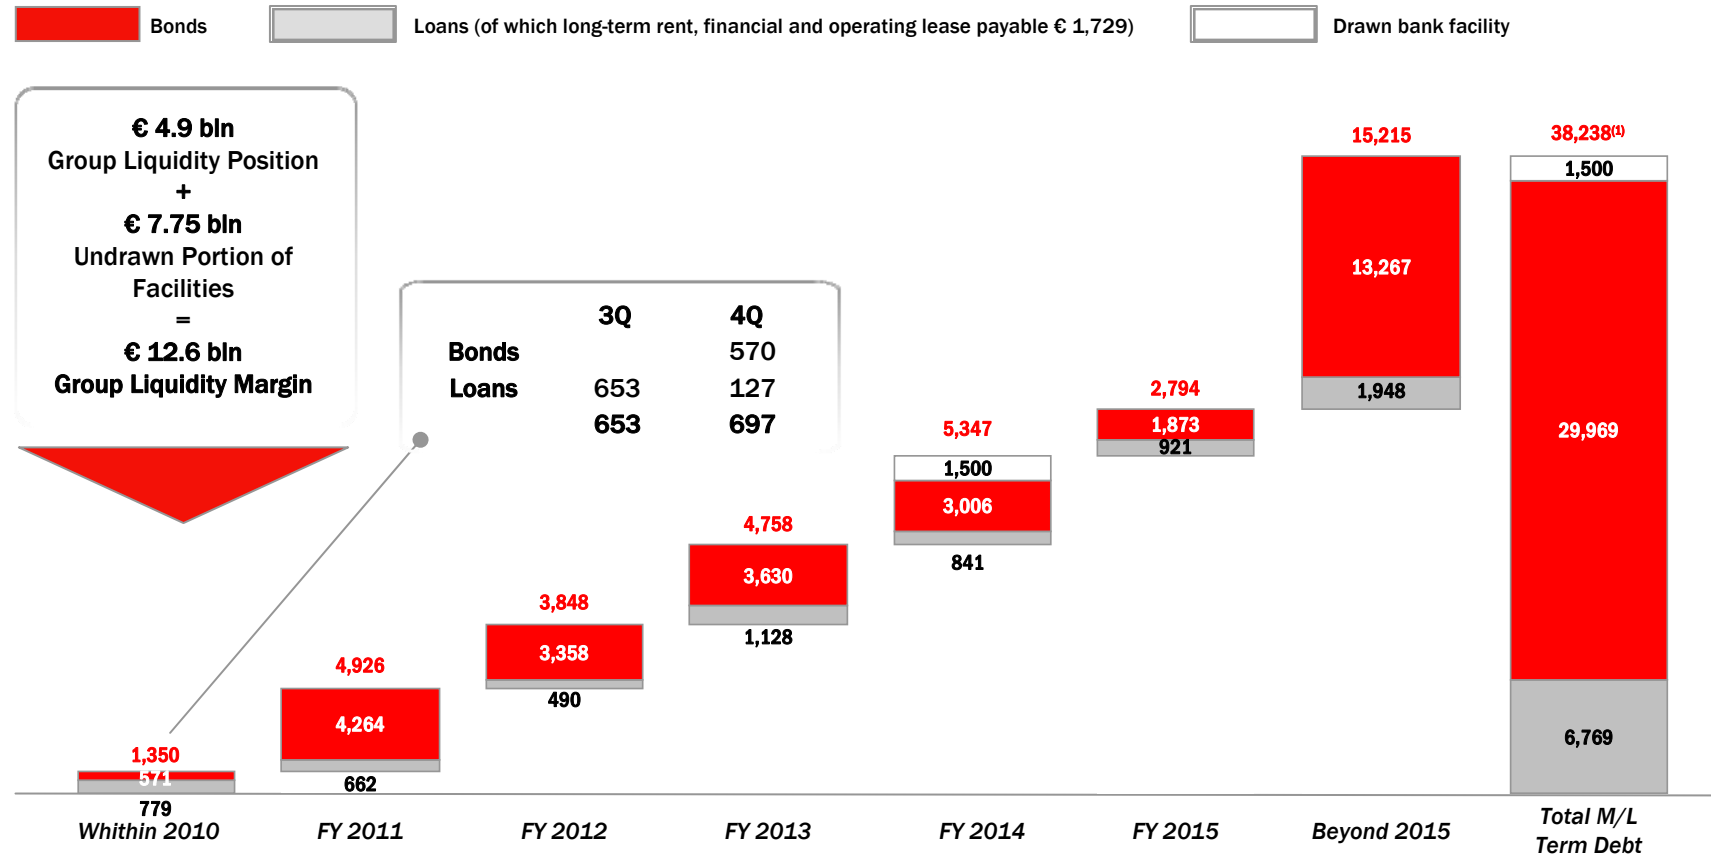 Bonds
Loans (of which long-term rent, financial and operating lease payable € 1,729)
Drawn bank facility
€ 4.9 bln
Group Liquidity Position
+
€ 7.75 bln
Undrawn Portion of
Facilities
=
€ 12.6 bln
Group Liquidity Margin
3Q 4Q
Bonds 570
Loans 653 127
653 697
1,350
571
779
4,926
4,264
662
3,848
3,358
490
4,758
3,630
1,128
5,347
1,500
3,006
841
2,794
1,873
921
15,215
13,267
1,948
38,238(1)
1,500
29,969
6,769
Whithin 2010
FY 2011
FY 2012
FY 2013
FY 2014
FY 2015
Beyond 2015
Total M/L
Term Debt